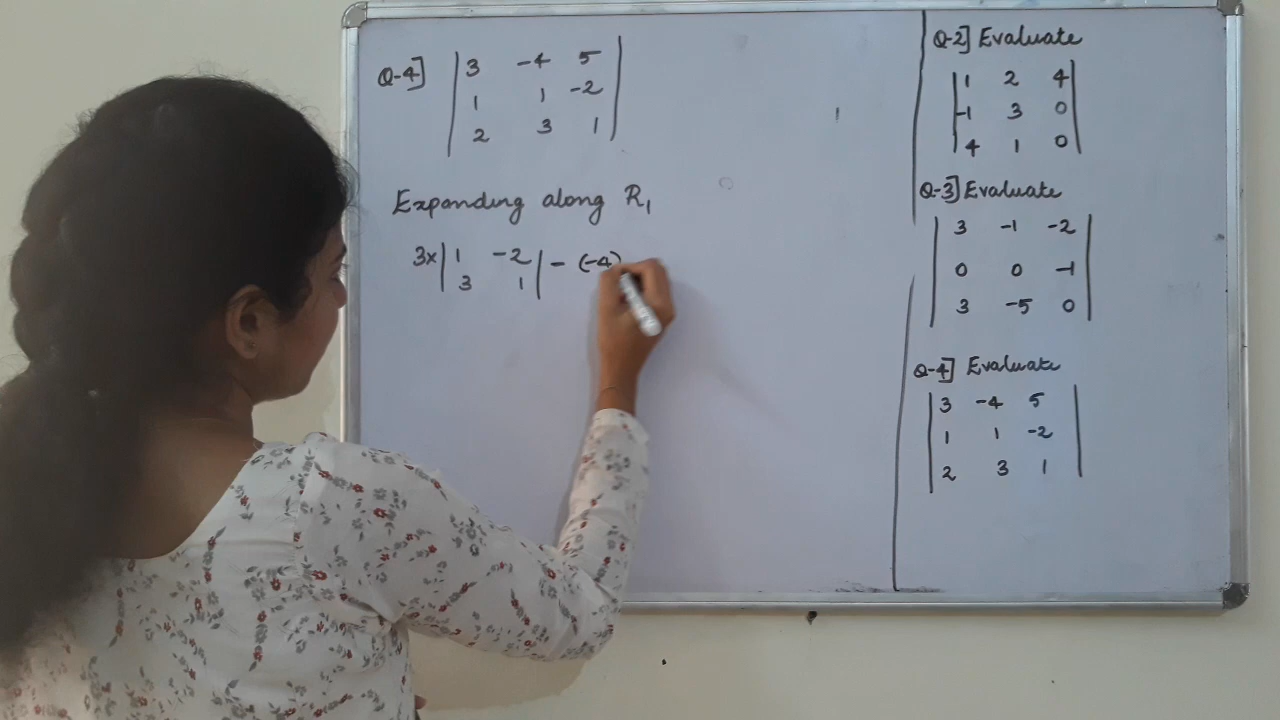 Q-4] | 3 -4 5 |
| 1 1 -2 |
| 2 3 1 |
Expanding along R₁
3x | 1 -2 | - (-4)
| 3 1 |
Q-2] Evaluate
| 1 2 4 |
| -1 3 0 |
| 4 1 0 |
Q-3] Evaluate
| 3 -1 -2 |
| 0 0 -1 |
| 3 -5 0 |
Q-4] Evaluate
| 3 -4 5 |
| 1 1 -2 |
| 2 3 1 |